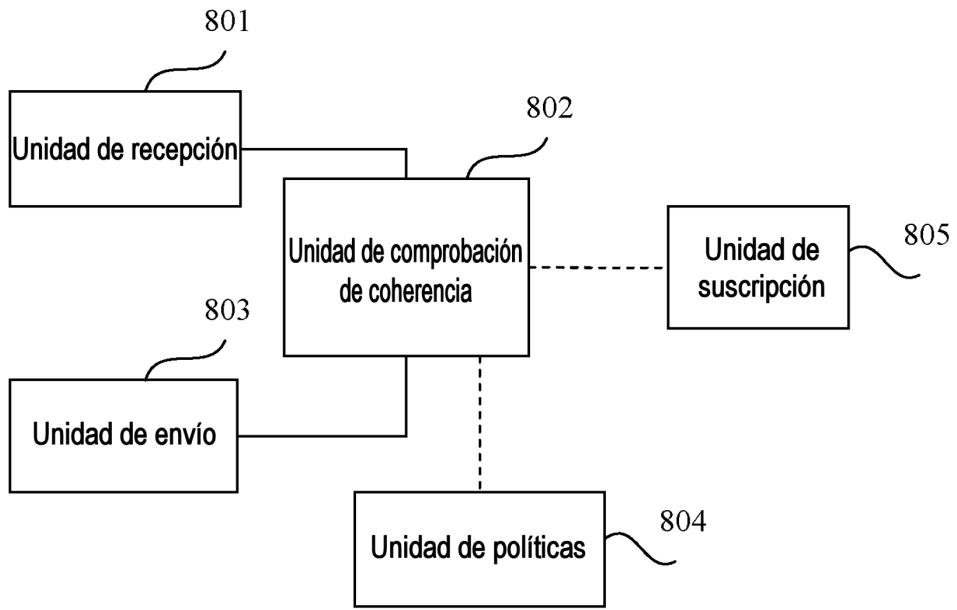 801
Unidad de recepción
802
Unidad de comprobación
de coherencia
Unidad de
suscripción
805
803
Unidad de envío
Unidad de políticas
804